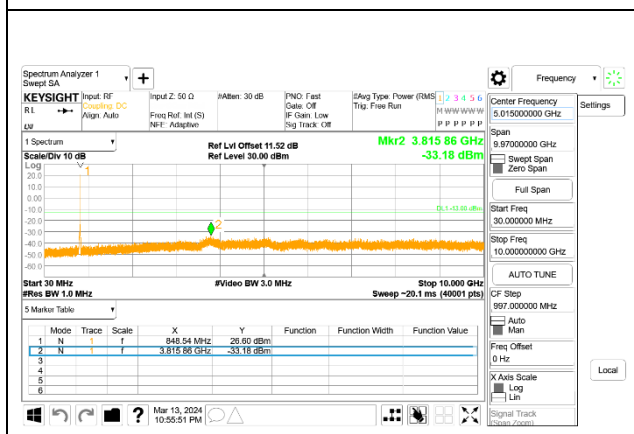 Spectrum Analyzer 1
Swept SA
+
Frequency
KEYSIGHT
Input: RF
Coupling: DC
Align: Auto
Input Z: 50 Ω
Freq Ref: Int (S)
NFE: Adaptive
#Atten: 30 dB
PNO: Fast
Gate: Off
IF Gain: Low
Sig Track: Off
#Avg Type: Power (RMS
Trig: Free Run
1 2 3 4 5 6
M W W W W W
P P P P P P
R L
Center Frequency
5.015000000 GHz
Settings
Span
9.97000000 GHz
Swept Span
Zero Span
Full Span
Start Freq
30.000000 MHz
Stop Freq
10.000000000 GHz
AUTO TUNE
CF Step
997.000000 MHz
Auto
Man
Freq Offset
0 Hz
X Axis Scale
Log
Lin
Local
Signal Track
(Span Zoom)
1 Spectrum
Scale/Div 10 dB
Ref Lvl Offset 11.52 dB
Ref Level 30.00 dBm
Mkr2 3.815 86 GHz
-33.18 dBm
Log
20.0
10.0
0.00
-10.0
-20.0
-30.0
-40.0
-50.0
-60.0
1
2
Start 30 MHz
#Res BW 1.0 MHz
#Video BW 3.0 MHz
Stop 10.000 GHz
Sweep ~20.1 ms (40001 pts)
5 Marker Table
Mode Trace Scale X Y Function Function Width Function Value
1 N 1 f 848.54 MHz 26.60 dBm
2 N 1 f 3.815 86 GHz -33.18 dBm
3
4
5
6
?
Mar 13, 2024
10:55:51 PM